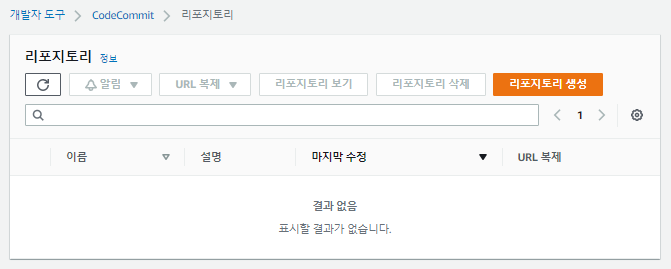 개발자 도구 > CodeCommit > 리포지토리
리포지토리 정보
알림 URL 복제 리포지토리 보기 리포지토리 삭제 리포지토리 생성
1
이름 설명 마지막 수정 URL 복제
결과 없음
표시할 결과가 없습니다.